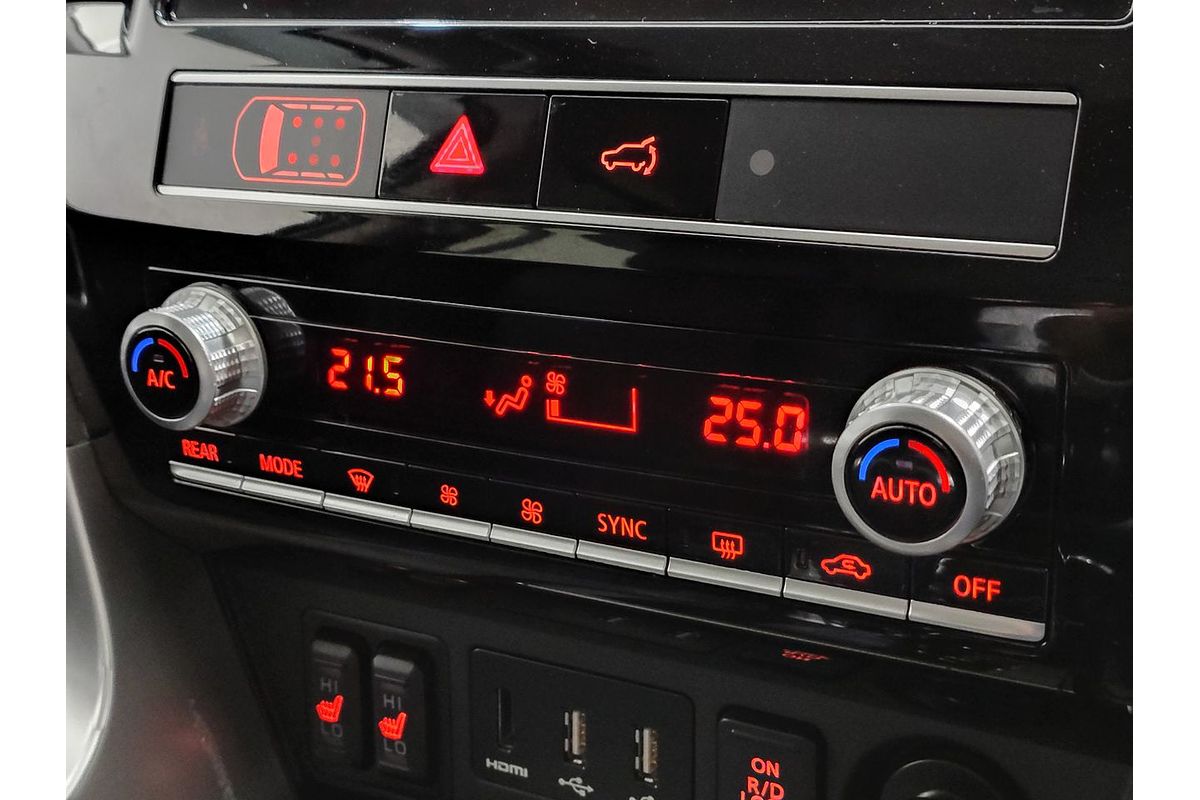 21.5
25.0
A/C
AUTO
REAR
MODE
SYNC
OFF
HI
LO
HI
LO
HDMI
ON
R/D